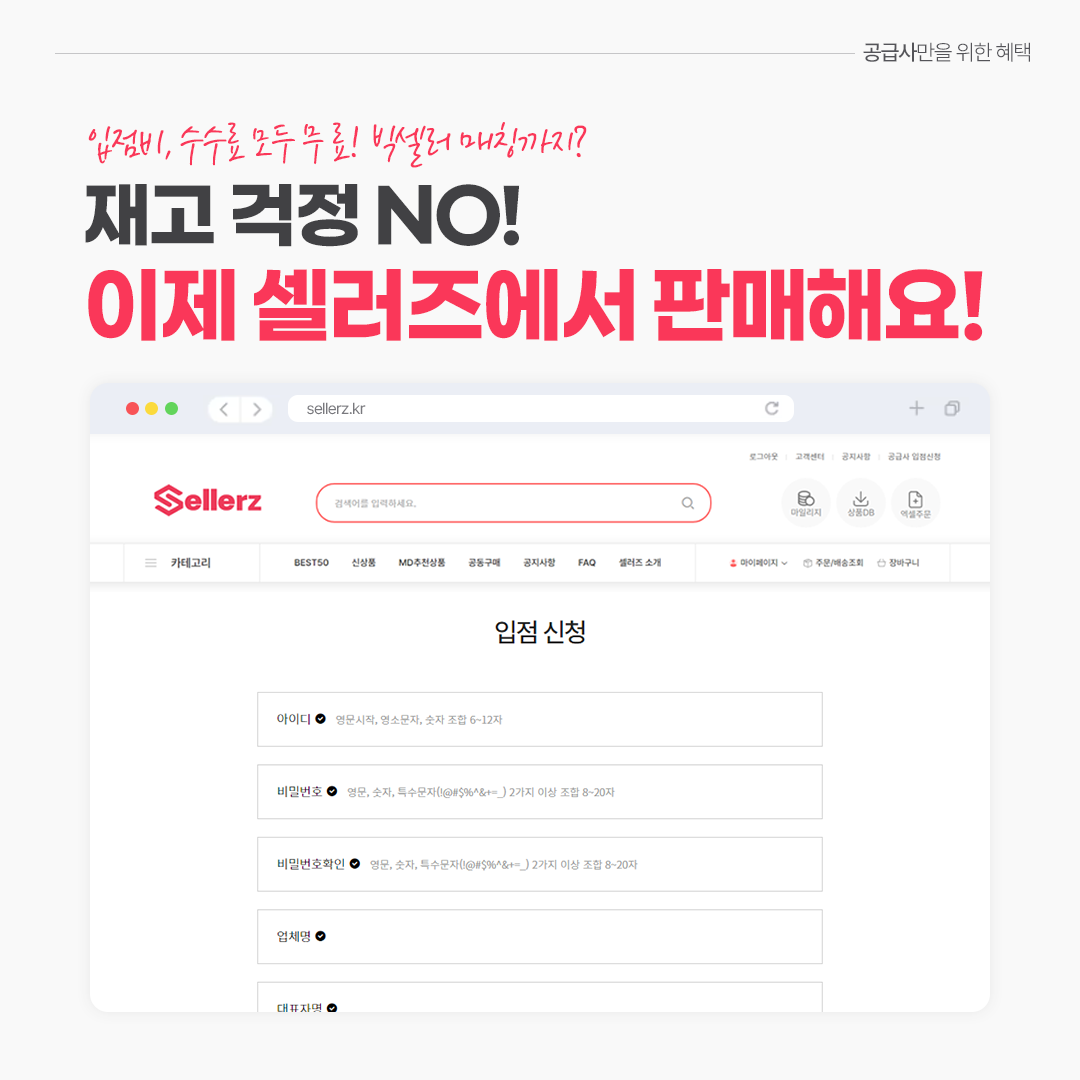 공급사만을 위한 혜택
입점비, 수수료 모두 무료! 빅셀러 매칭까지?
재고 걱정 NO!
이제 셀러즈에서 판매해요!
sellerz.kr
로그아웃 | 고객센터 | 공지사항 | 공급사 입점신청
Sellerz
검색어를 입력하세요.
마일리지 상품DB 엑셀주문
카테고리 BEST50 신상품 MD추천상품 공동구매 공지사항 FAQ 셀러즈 소개 마이페이지 주문/배송조회 장바구니
입점 신청
아이디 영문시작, 영소문자, 숫자 조합 6~12자
비밀번호 영문, 숫자, 특수문자(!@#$%^&+=_) 2가지 이상 조합 8~20자
비밀번호확인 영문, 숫자, 특수문자(!@#$%^&+=_) 2가지 이상 조합 8~20자
업체명
대표자명